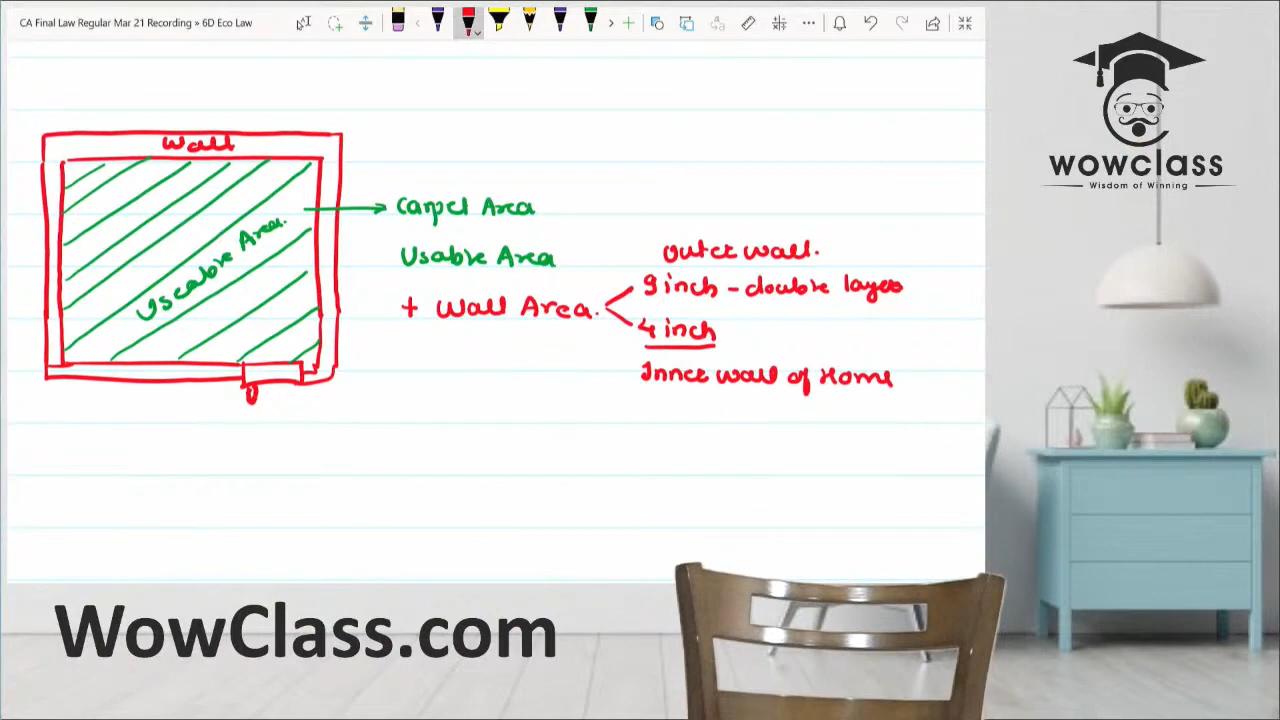 CA Final Law Regular Mar 21 Recording » 6D Eco Law
wowclass
Wisdom of Winning
Wall
Useable Area.
Carpet Area
Usable Area
+ Wall Area.
Outer wall.
9 inch - double layer
4 inch
Inner wall of Home
WowClass.com